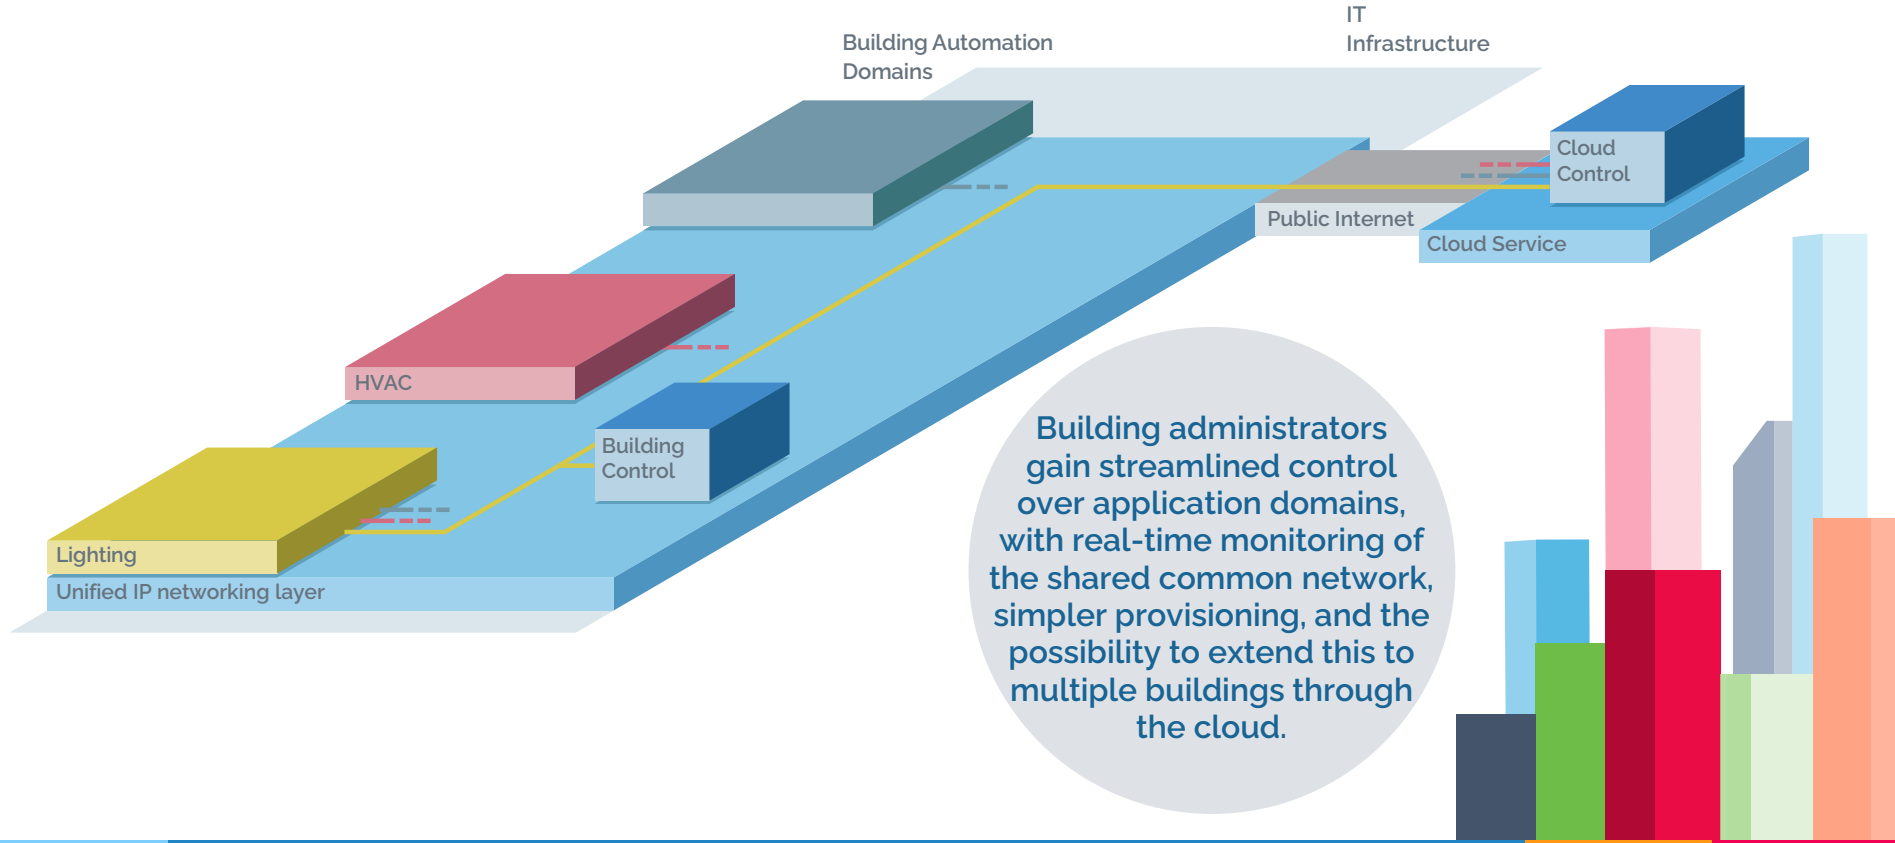 IT
Infrastructure
Building Automation
Domains
Cloud
Control
Public Internet
Cloud Service
HVAC
Building
Control
Lighting
Unified IP networking layer
Building administrators
gain streamlined control
over application domains,
with real-time monitoring of
the shared common network,
simpler provisioning, and the
possibility to extend this to
multiple buildings through
the cloud.